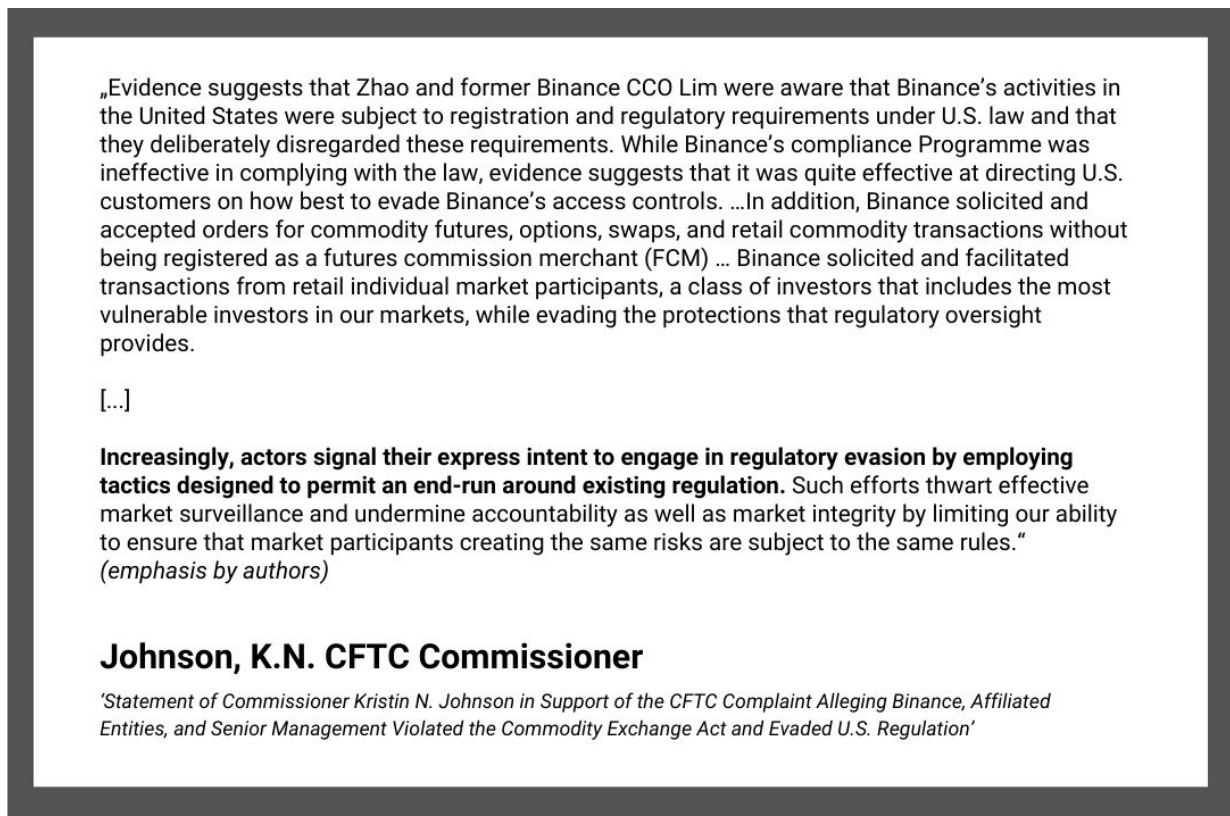 „Evidence suggests that Zhao and former Binance CCO Lim were aware that Binance’s activities in
the United States were subject to registration and regulatory requirements under U.S. law and that
they deliberately disregarded these requirements. While Binance’s compliance Programme was
ineffective in complying with the law, evidence suggests that it was quite effective at directing U.S.
customers on how best to evade Binance’s access controls. …In addition, Binance solicited and
accepted orders for commodity futures, options, swaps, and retail commodity transactions without
being registered as a futures commission merchant (FCM) … Binance solicited and facilitated
transactions from retail individual market participants, a class of investors that includes the most
vulnerable investors in our markets, while evading the protections that regulatory oversight
provides.
[...]
Increasingly, actors signal their express intent to engage in regulatory evasion by employing
tactics designed to permit an end-run around existing regulation. Such efforts thwart effective
market surveillance and undermine accountability as well as market integrity by limiting our ability
to ensure that market participants creating the same risks are subject to the same rules.“
(emphasis by authors)
Johnson, K.N. CFTC Commissioner
‘Statement of Commissioner Kristin N. Johnson in Support of the CFTC Complaint Alleging Binance, Affiliated
Entities, and Senior Management Violated the Commodity Exchange Act and Evaded U.S. Regulation’